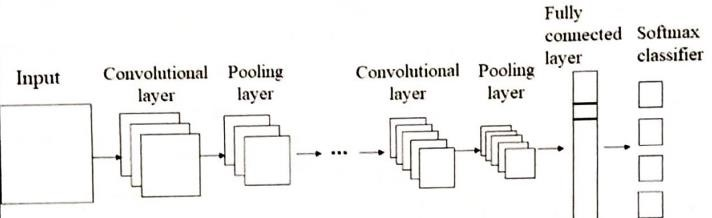 Input
Convolutional
layer
Pooling
layer
...
Convolutional
layer
Pooling
layer
Fully
connected
layer
Softmax
classifier